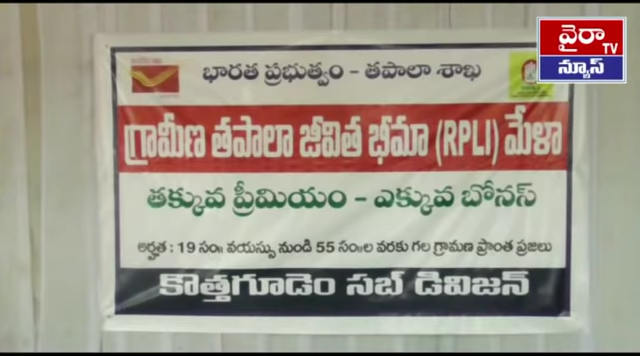 వైరా
TV
న్యూస్
భారత ప్రభుత్వం - తపాలా శాఖ
గ్రామీణ తపాలా జీవిత భీమా (RPLI) మేళా
తక్కువ ప్రీమియం - ఎక్కువ బోనస్
అర్హత : 19 సం॥ వయస్సు నుండి 55 సం॥ల వరకు గల గ్రామణ ప్రాంత ప్రజలు
కొత్తగూడెం సబ్ డివిజన్